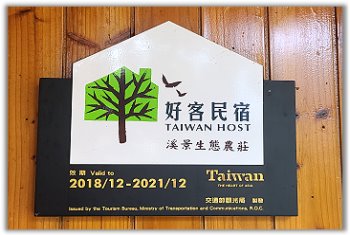 好客民宿
TAIWAN HOST
溪景生態農莊
效期 Valid to
2018/12-2021/12
Taiwan
THE HEART OF ASIA
交通部觀光局 製發
Issued by the Tourism Bureau, Ministry of Transportation and Communications, R.O.C.